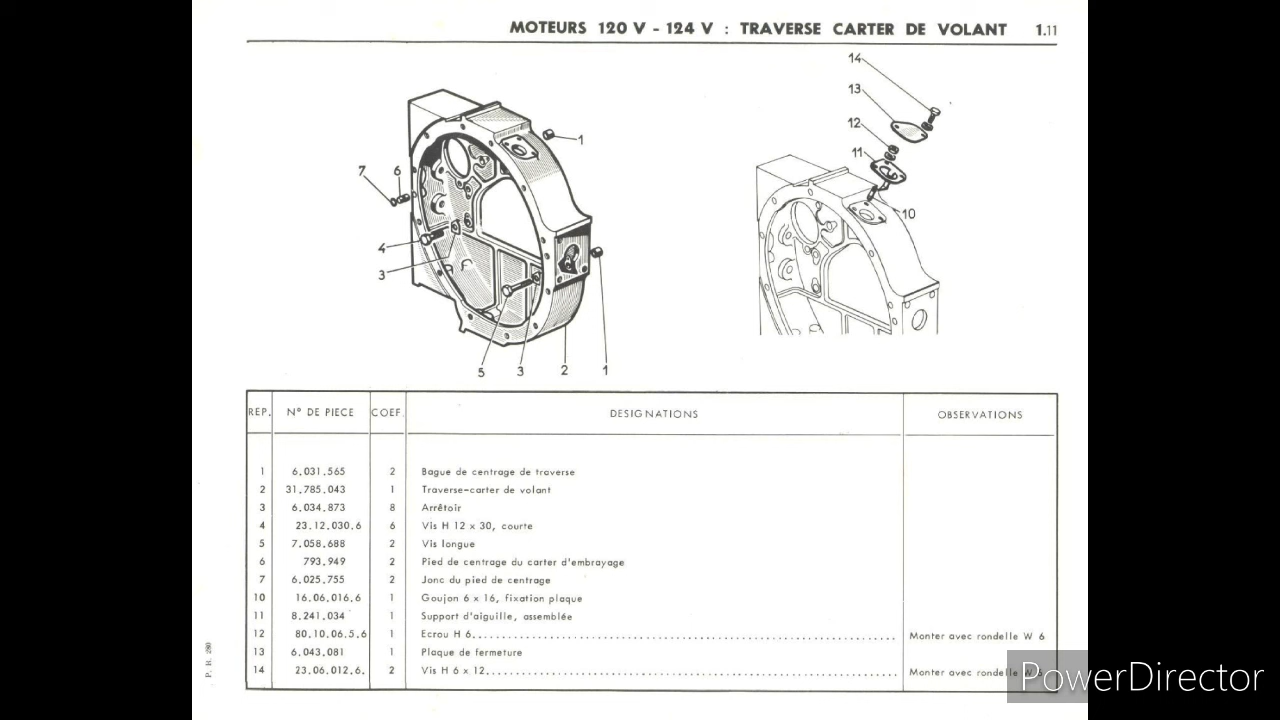 MOTEURS 120 V - 124 V : TRAVERSE CARTER DE VOLANT 1.11
14
13
12
11
10
1
7
6
4
3
5
3
2
1
REP. N° DE PIECE COEF. DESIGNATIONS OBSERVATIONS
1 6.031.565 2 Bague de centrage de traverse
2 31.785.043 1 Traverse-carter de volant
3 6.034.873 8 Arrêtoir
4 23.12.030.6 6 Vis H 12 x 30, courte
5 7.058.688 2 Vis longue
6 793.949 2 Pied de centrage du carter d'embrayage
7 6.025.755 2 Jonc du pied de centrage
10 16.06.016.6 1 Goujon 6 x 16, fixation plaque
11 8.241.034 1 Support d'aiguille, assemblée
12 80.10.06.5.6 1 Ecrou H 6. Monter avec rondelle W 6
13 6.043.081 1 Plaque de fermeture
14 23.06.012.6. 2 Vis H 6 x 12. Monter avec rondelle W 6
P. R. 280
PowerDirector